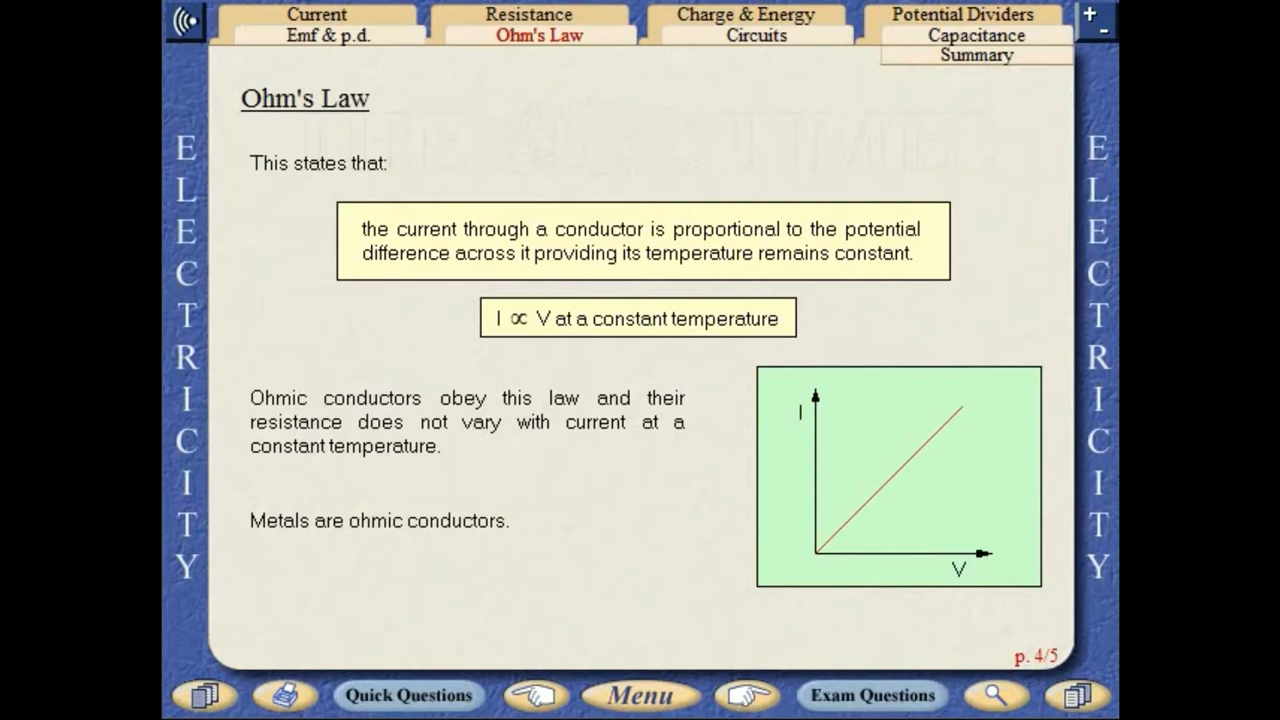 Current
Resistance
Charge & Energy
Potential Dividers
+
-
Emf & p.d.
Ohm's Law
Circuits
Capacitance
Summary
Ohm's Law
This states that:
the current through a conductor is proportional to the potential
difference across it providing its temperature remains constant.
I ∝ V at a constant temperature
Ohmic conductors obey this law and their
resistance does not vary with current at a
constant temperature.
Metals are ohmic conductors.
I
V
ELECTRICITY
ELECTRICITY
p. 4/5
Quick Questions
Menu
Exam Questions